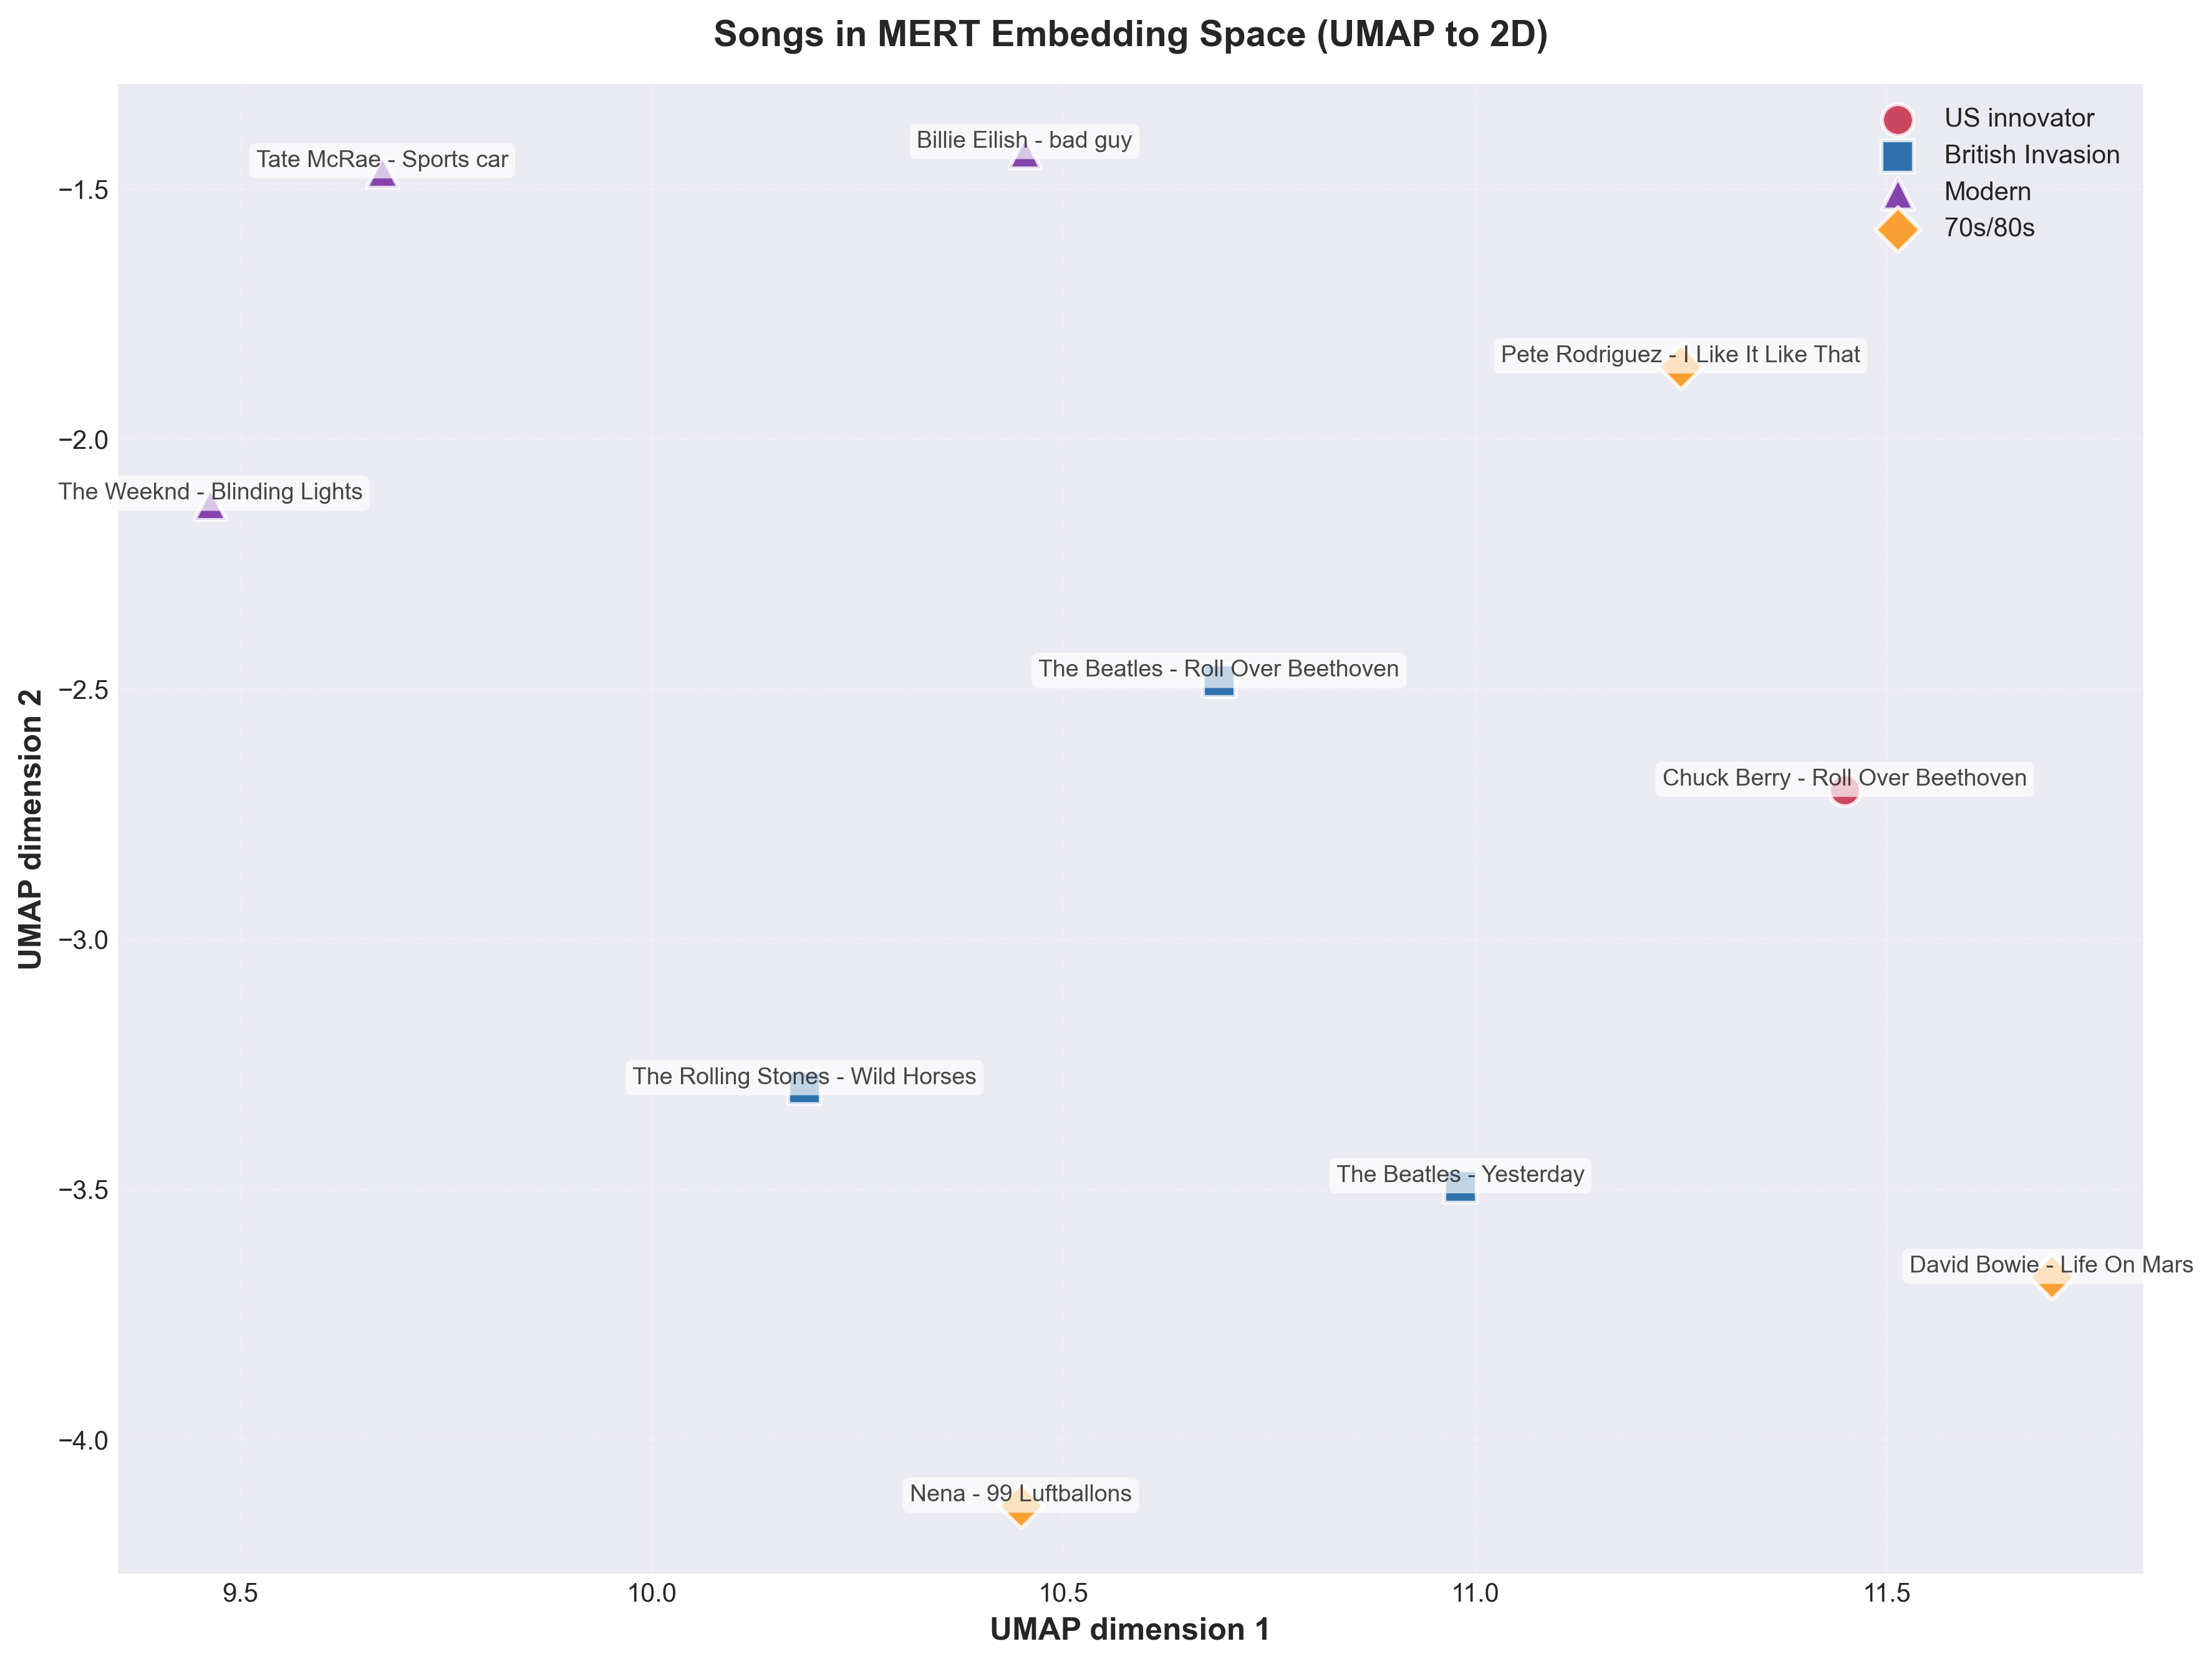 Songs in MERT Embedding Space (UMAP to 2D)
US innovator
British Invasion
Modern
70s/80s
Billie Eilish - bad guy
Tate McRae - Sports car
Pete Rodriguez - I Like It Like That
The Weeknd - Blinding Lights
The Beatles - Roll Over Beethoven
Chuck Berry - Roll Over Beethoven
The Rolling Stones - Wild Horses
The Beatles - Yesterday
David Bowie - Life On Mars
Nena - 99 Luftballons
UMAP dimension 2
−1.5
−2.0
−2.5
−3.0
−3.5
−4.0
9.5
10.0
10.5
11.0
11.5
UMAP dimension 1